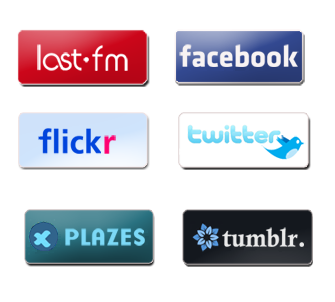 last.fm
facebook
flickr
twitter
PLAZES
tumblr.